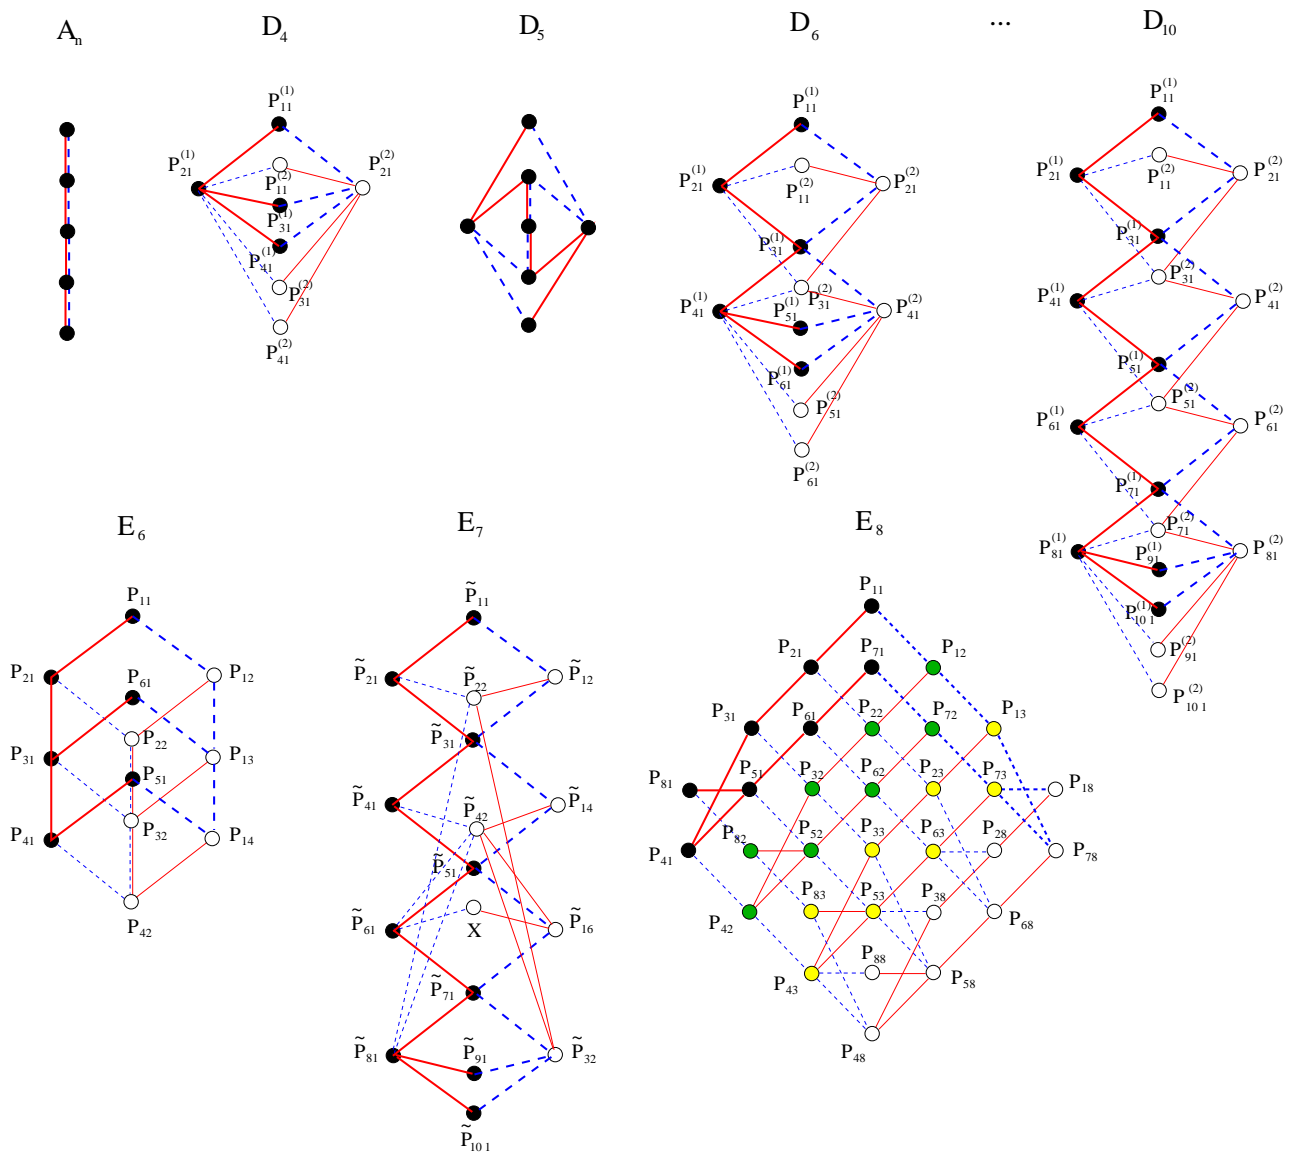 A_n
D_4
D_5
D_6
...
D_10
P_11^(1)
P_21^(1)
P_21^(2)
P_11^(2)
P_31^(1)
P_41^(1)
P_31^(2)
P_41^(2)
P_11^(1)
P_21^(1)
P_11^(2)
P_21^(2)
P_31^(1)
P_41^(1)
P_51^(1)
P_31^(2)
P_41^(2)
P_61^(1)
P_51^(2)
P_61^(2)
P_11^(1)
P_21^(1)
P_11^(2)
P_21^(2)
P_31^(1)
P_31^(2)
P_41^(1)
P_41^(2)
P_51^(1)
P_51^(2)
P_61^(1)
P_61^(2)
P_71^(1)
P_71^(2)
P_81^(1)
P_91^(1)
P_81^(2)
P_10 1^(1)
P_91^(2)
P_10 1^(2)
E_6
P_11
P_21
P_61
P_12
P_22
P_31
P_51
P_13
P_41
P_32
P_14
P_42
E_7
P̃_11
P̃_21
P̃_22
P̃_12
P̃_31
P̃_41
P̃_42
P̃_14
P̃_51
P̃_61
X
P̃_16
P̃_71
P̃_81
P̃_91
P̃_32
P̃_10 1
E_8
P_11
P_21
P_71
P_12
P_31
P_61
P_22
P_72
P_13
P_81
P_51
P_32
P_62
P_23
P_73
P_18
P_41
P_82
P_52
P_33
P_63
P_28
P_78
P_42
P_83
P_53
P_38
P_68
P_43
P_88
P_58
P_48